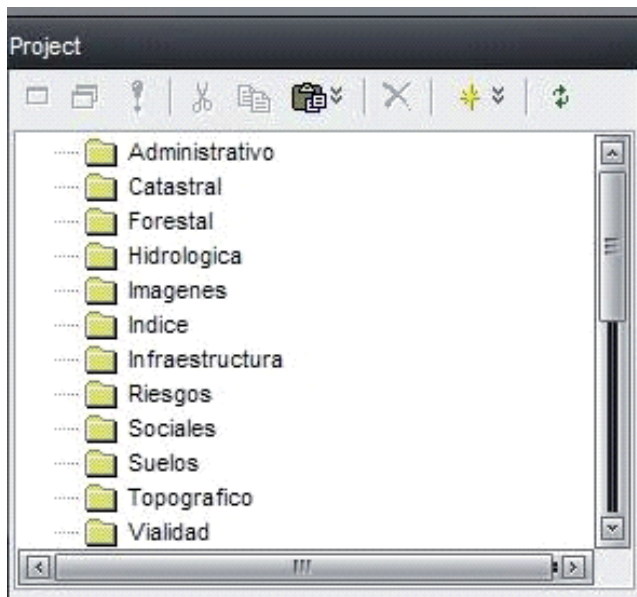 Project
Administrativo
Catastral
Forestal
Hidrologica
Imagenes
Indice
Infraestructura
Riesgos
Sociales
Suelos
Topografico
Vialidad